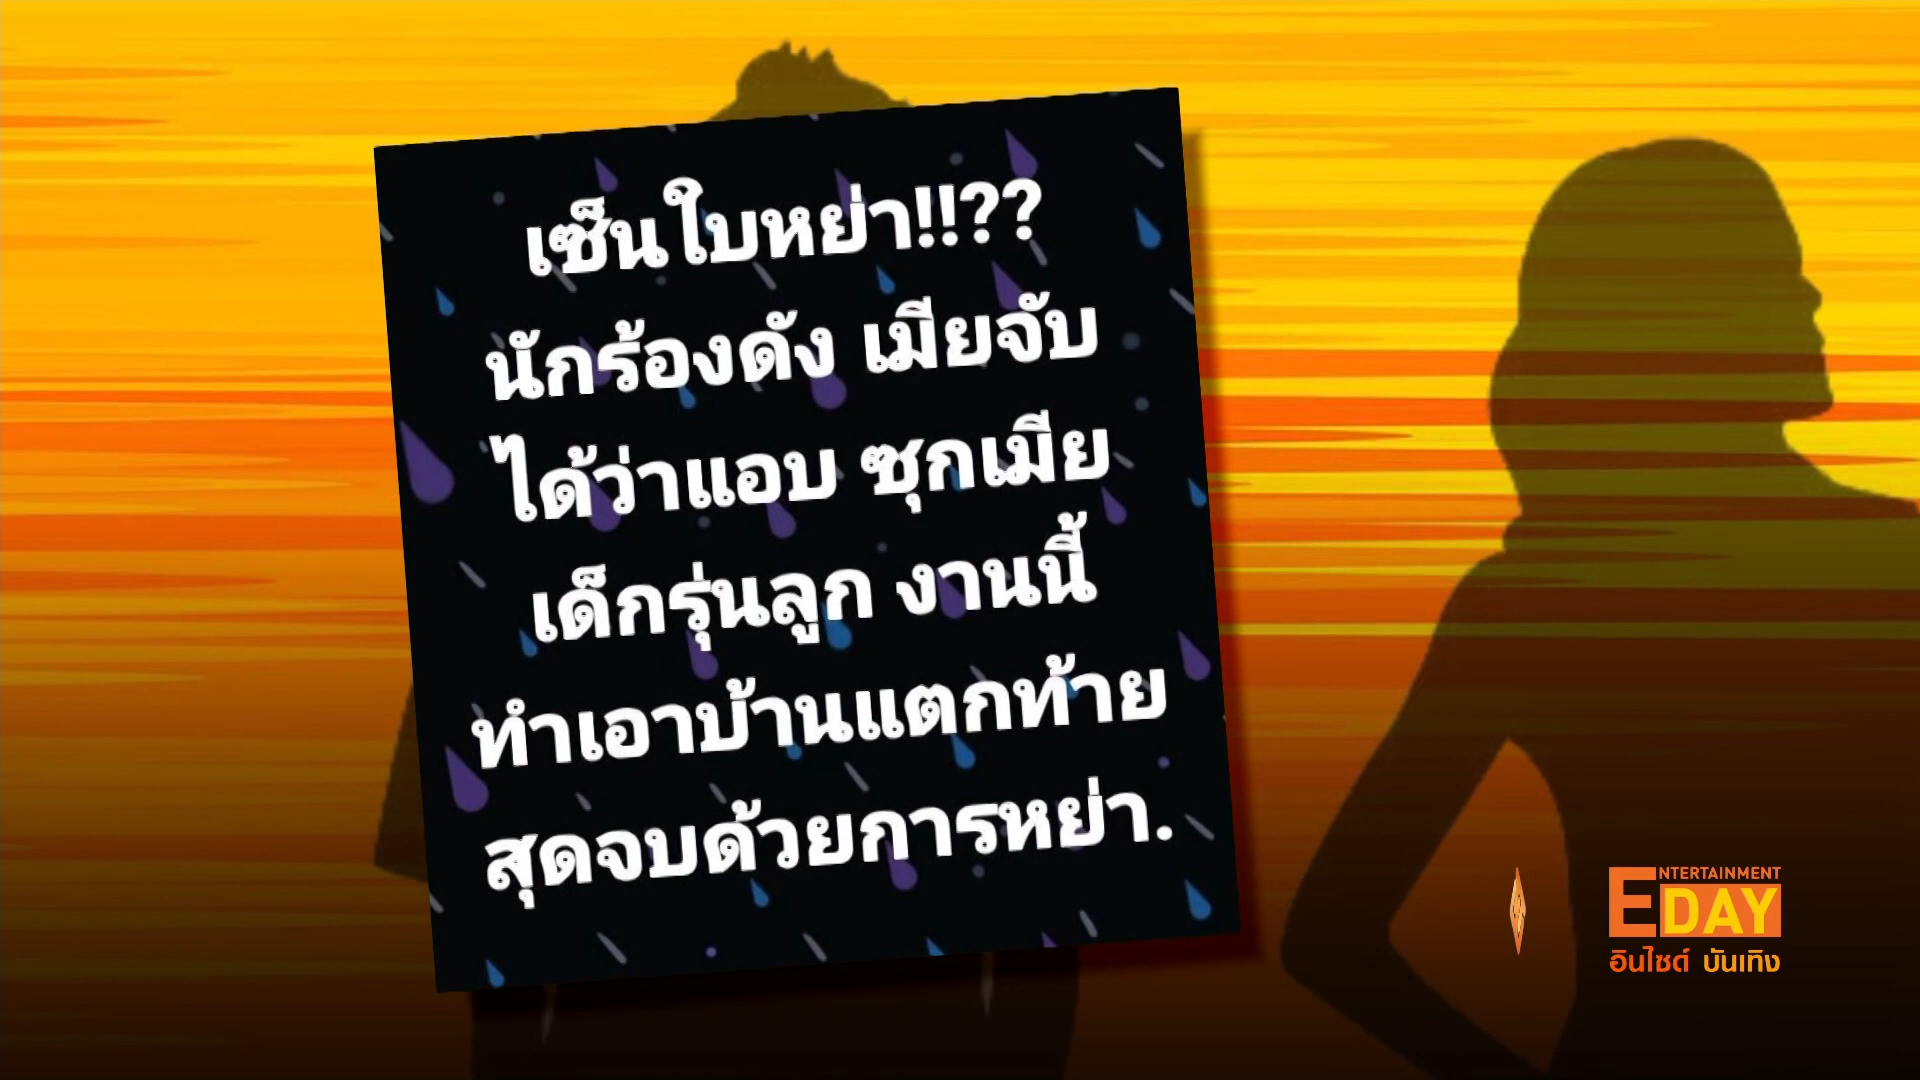 เซ็นใบหย่า!!??
นักร้องดัง เมียจับ
ได้ว่าแอบ ซุกเมีย
เด็กรุ่นลูก งานนี้
ทำเอาบ้านแตกท้าย
สุดจบด้วยการหย่า.
ENTERTAINMENT
EDAY
อินไซด์ บันเทิง